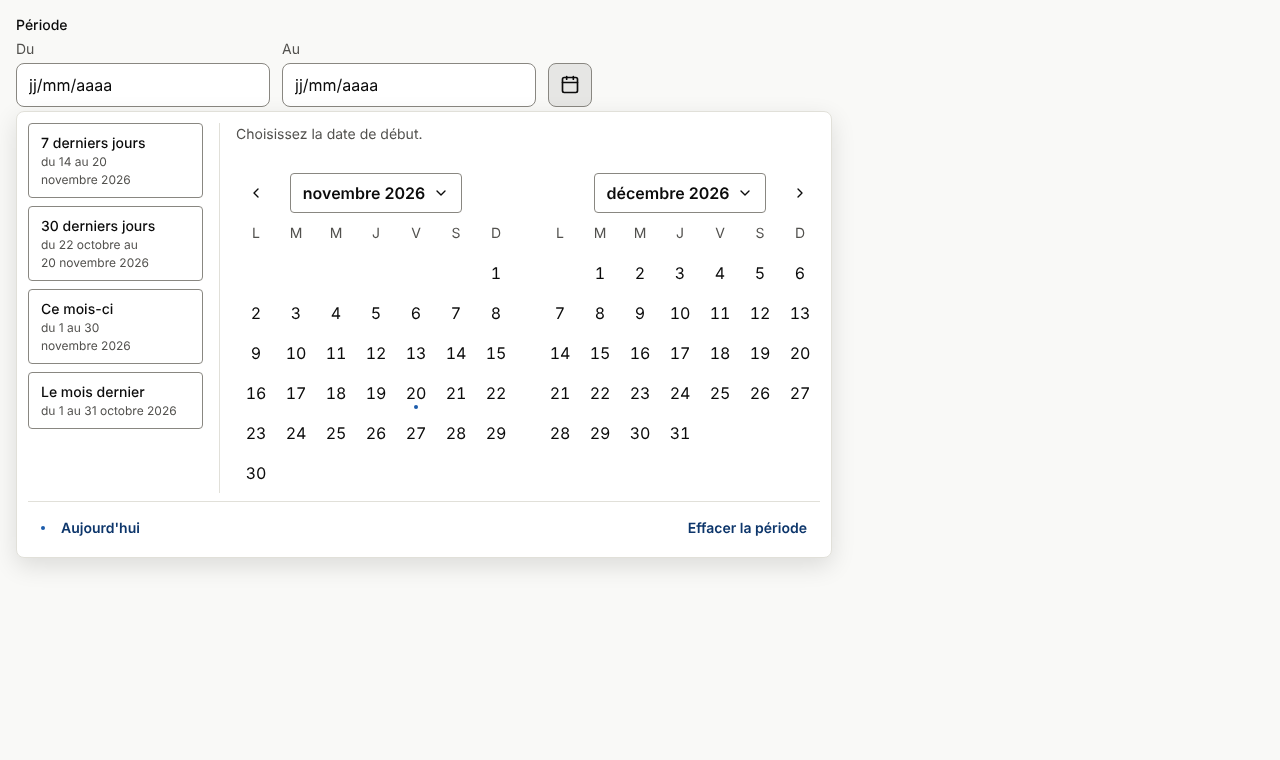 Période
Du
Au
jj/mm/aaaa
jj/mm/aaaa
7 derniers jours
du 14 au 20
novembre 2026
30 derniers jours
du 22 octobre au
20 novembre 2026
Ce mois-ci
du 1 au 30
novembre 2026
Le mois dernier
du 1 au 31 octobre 2026
Choisissez la date de début.
novembre 2026
L M M J V S D
1
2 3 4 5 6 7 8
9 10 11 12 13 14 15
16 17 18 19 20 21 22
23 24 25 26 27 28 29
30
décembre 2026
L M M J V S D
1 2 3 4 5 6
7 8 9 10 11 12 13
14 15 16 17 18 19 20
21 22 23 24 25 26 27
28 29 30 31
Aujourd'hui
Effacer la période